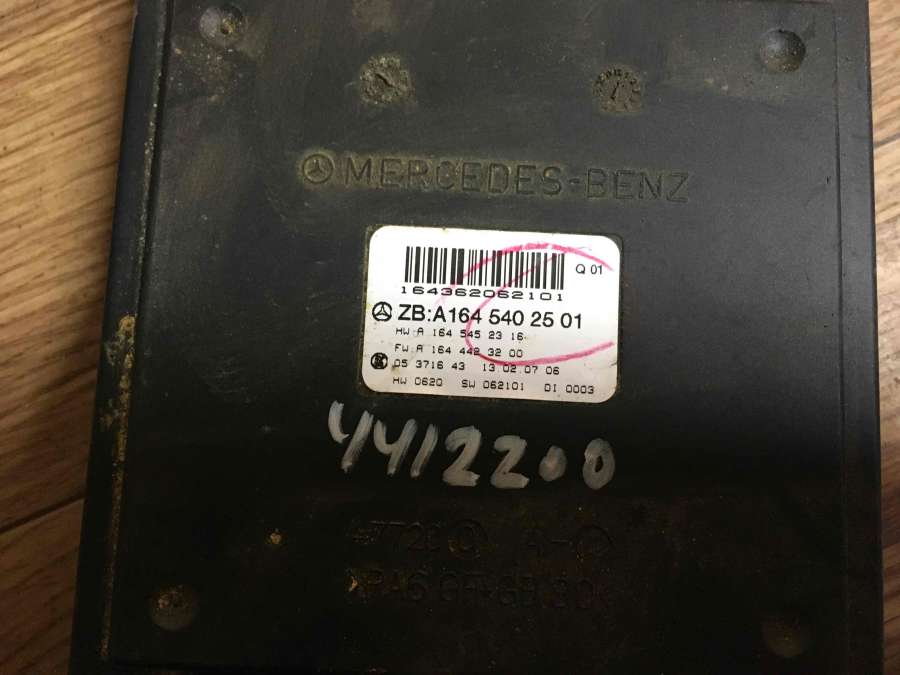 MERCEDES-BENZ
Q 01
164362062101
ZB:A164 540 25 01
HW:A 164 545 23 16
FW:A 164 442 32 00
05 3716 43 13 02 07 06
HW 0620 SW 062101 DI 0003
4412200